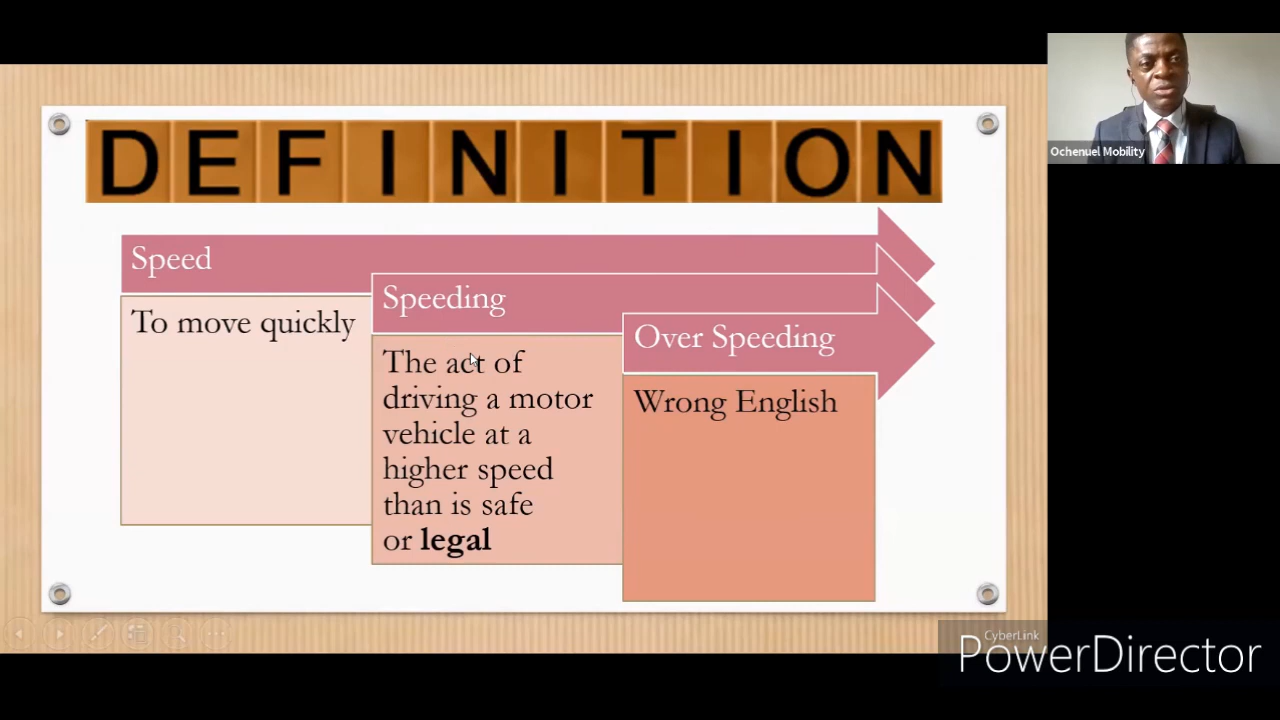 DEFINITION
Speed
To move quickly
Speeding
The act of
driving a motor
vehicle at a
higher speed
than is safe
or legal
Over Speeding
Wrong English
Ochenuel Mobility
CyberLink
PowerDirector